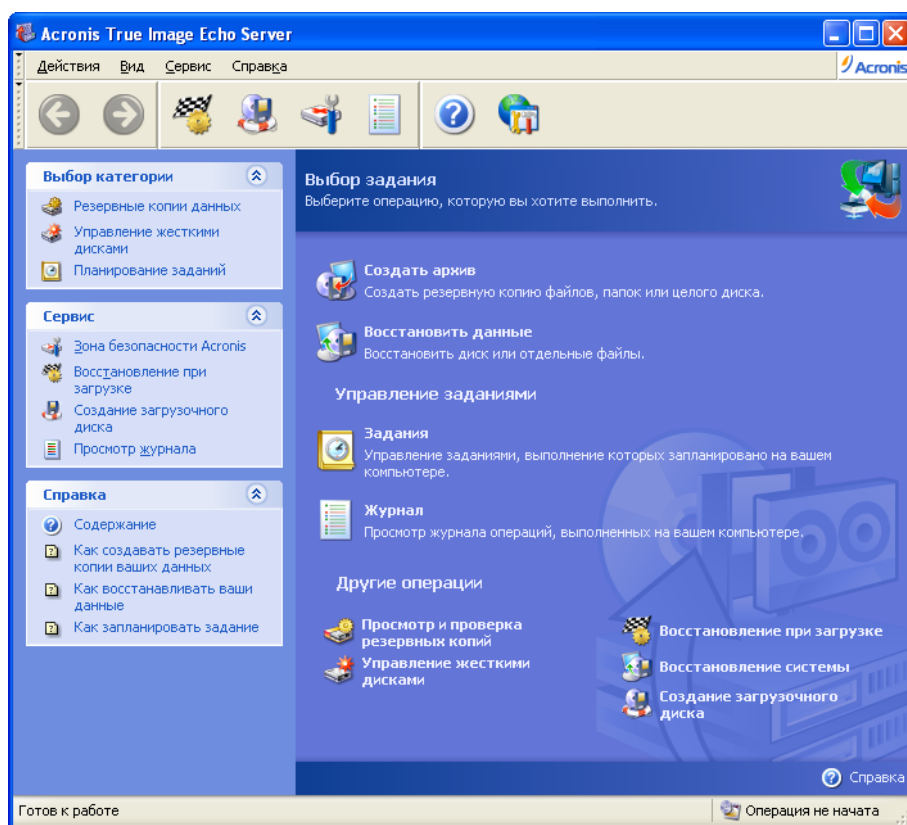 Acronis True Image Echo Server
Действия Вид Сервис Справка
Acronis
Выбор категории
Резервные копии данных
Управление жесткими
дисками
Планирование заданий
Сервис
Зона безопасности Acronis
Восстановление при
загрузке
Создание загрузочного
диска
Просмотр журнала
Справка
Содержание
Как создавать резервные
копии ваших данных
Как восстанавливать ваши
данные
Как запланировать задание
Выбор задания
Выберите операцию, которую вы хотите выполнить.
Создать архив
Создать резервную копию файлов, папок или целого диска.
Восстановить данные
Восстановить диск или отдельные файлы.
Управление заданиями
Задания
Управление заданиями, выполнение которых запланировано на вашем
компьютере.
Журнал
Просмотр журнала операций, выполненных на вашем компьютере.
Другие операции
Просмотр и проверка
резервных копий
Управление жесткими
дисками
Восстановление при загрузке
Восстановление системы
Создание загрузочного
диска
Справка
Готов к работе
Операция не начата